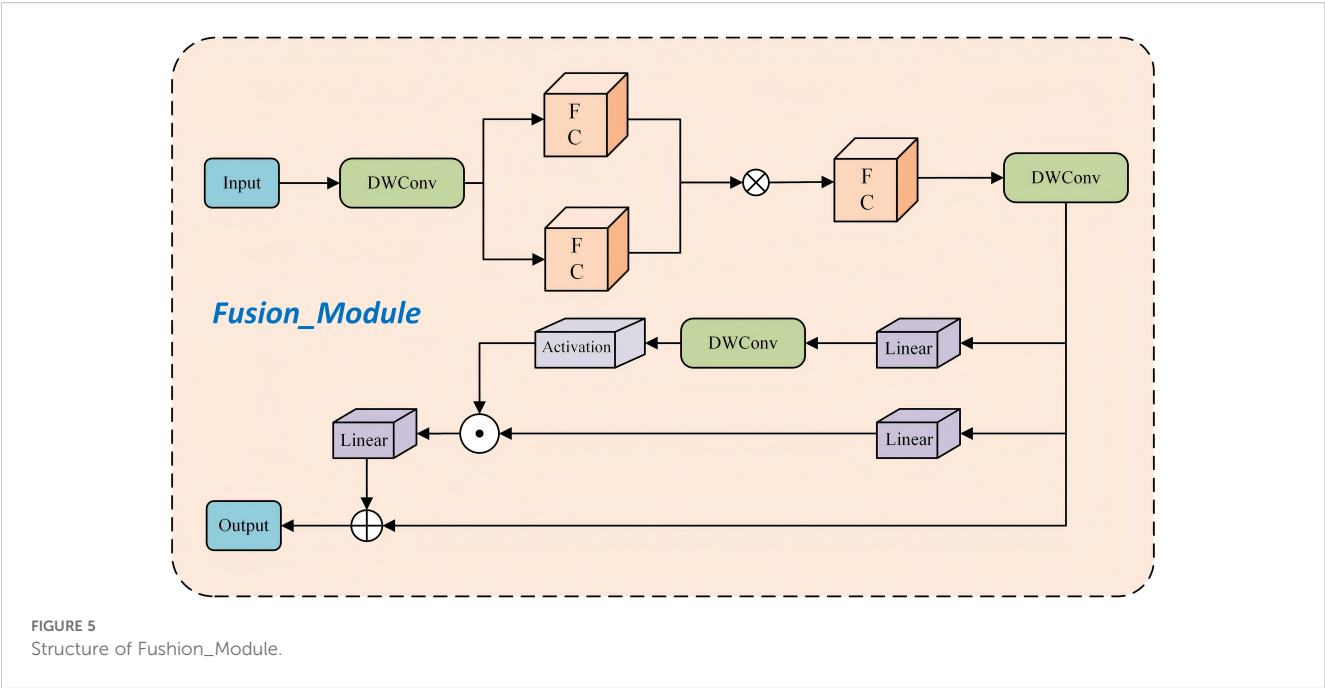 F
C
Input
DWConv
F
C
DWConv
F
C
Fusion_Module
Activation
DWConv
Linear
Linear
Linear
Output
FIGURE 5
Structure of Fushion_Module.